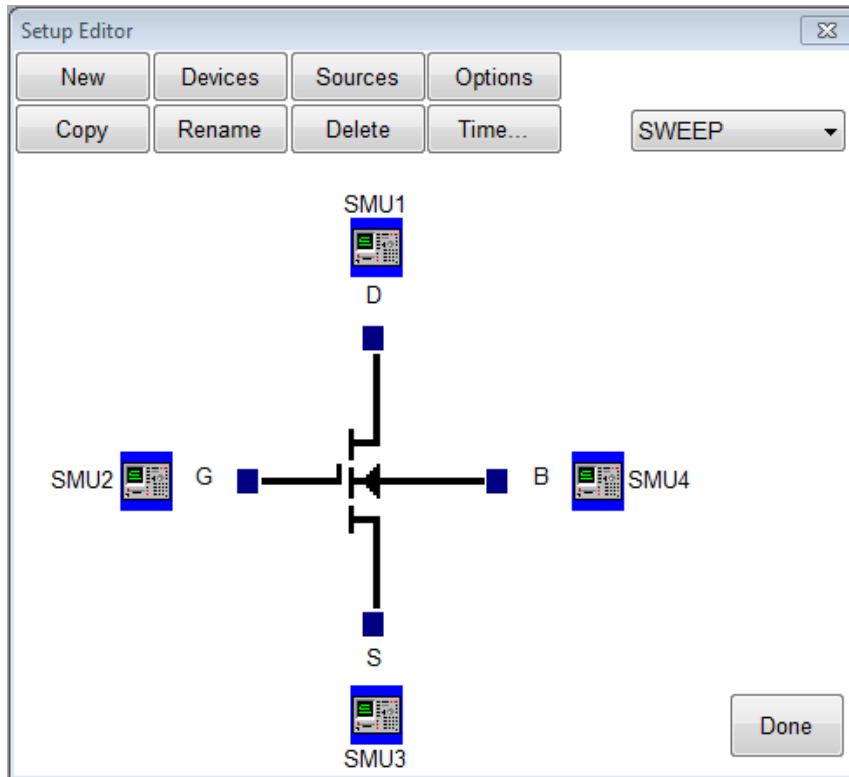 Setup Editor
New Devices Sources Options
Copy Rename Delete Time... SWEEP
SMU1
D
SMU2 G B SMU4
S
SMU3
Done